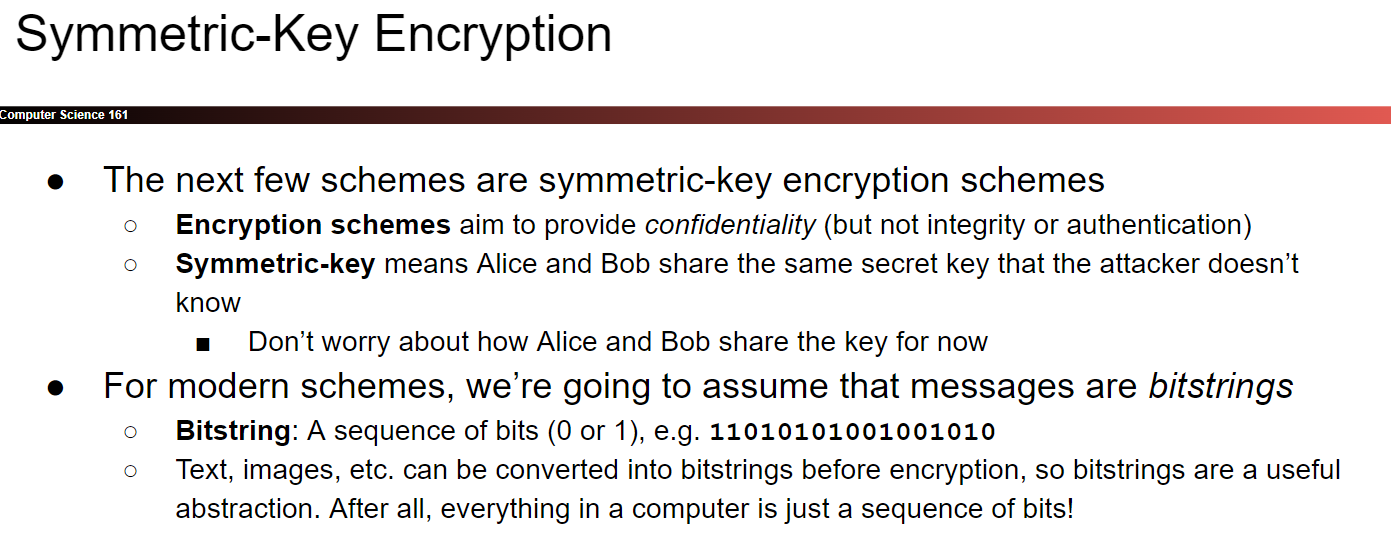 Symmetric-Key Encryption
Computer Science 161
● The next few schemes are symmetric-key encryption schemes
○ Encryption schemes aim to provide confidentiality (but not integrity or authentication)
○ Symmetric-key means Alice and Bob share the same secret key that the attacker doesn’t
know
■ Don’t worry about how Alice and Bob share the key for now
● For modern schemes, we’re going to assume that messages are bitstrings
○ Bitstring: A sequence of bits (0 or 1), e.g. 11010101001001010
○ Text, images, etc. can be converted into bitstrings before encryption, so bitstrings are a useful
abstraction. After all, everything in a computer is just a sequence of bits!